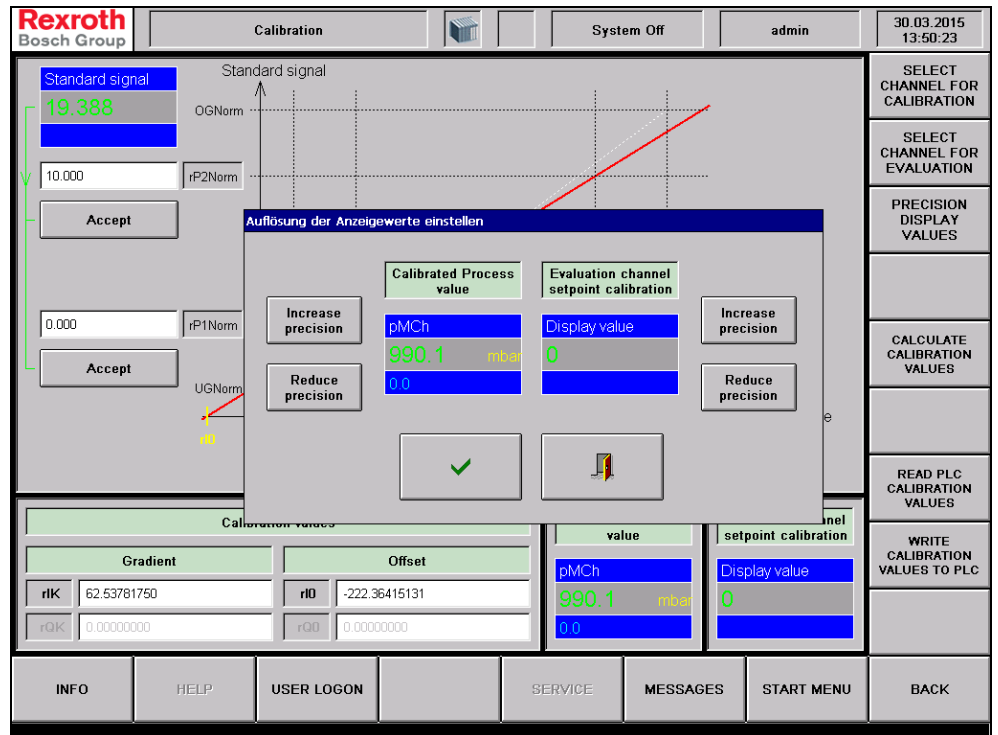 Rexroth
Bosch Group
Calibration
System Off
admin
30.03.2015
13:50:23
Standard signal
19.388
10.000
rP2Norm
Accept
0.000
rP1Norm
Accept
Standard signal
OGNorm
UGNorm
rI0
e
Auflösung der Anzeigewerte einstellen
Calibrated Process
value
Evaluation channel
setpoint calibration
Increase
precision
Reduce
precision
pMCh
990.1 mbar
0.0
Display value
0
Increase
precision
Reduce
precision
Calibration values
Gradient
Offset
rIK
62.53781750
rI0
-222.36415131
rQK
0.00000000
rQ0
0.00000000
value
pMCh
990.1 mbar
0.0
nnel
setpoint calibration
Display value
0
SELECT
CHANNEL FOR
CALIBRATION
SELECT
CHANNEL FOR
EVALUATION
PRECISION
DISPLAY
VALUES
CALCULATE
CALIBRATION
VALUES
READ PLC
CALIBRATION
VALUES
WRITE
CALIBRATION
VALUES TO PLC
INFO
HELP
USER LOGON
SERVICE
MESSAGES
START MENU
BACK